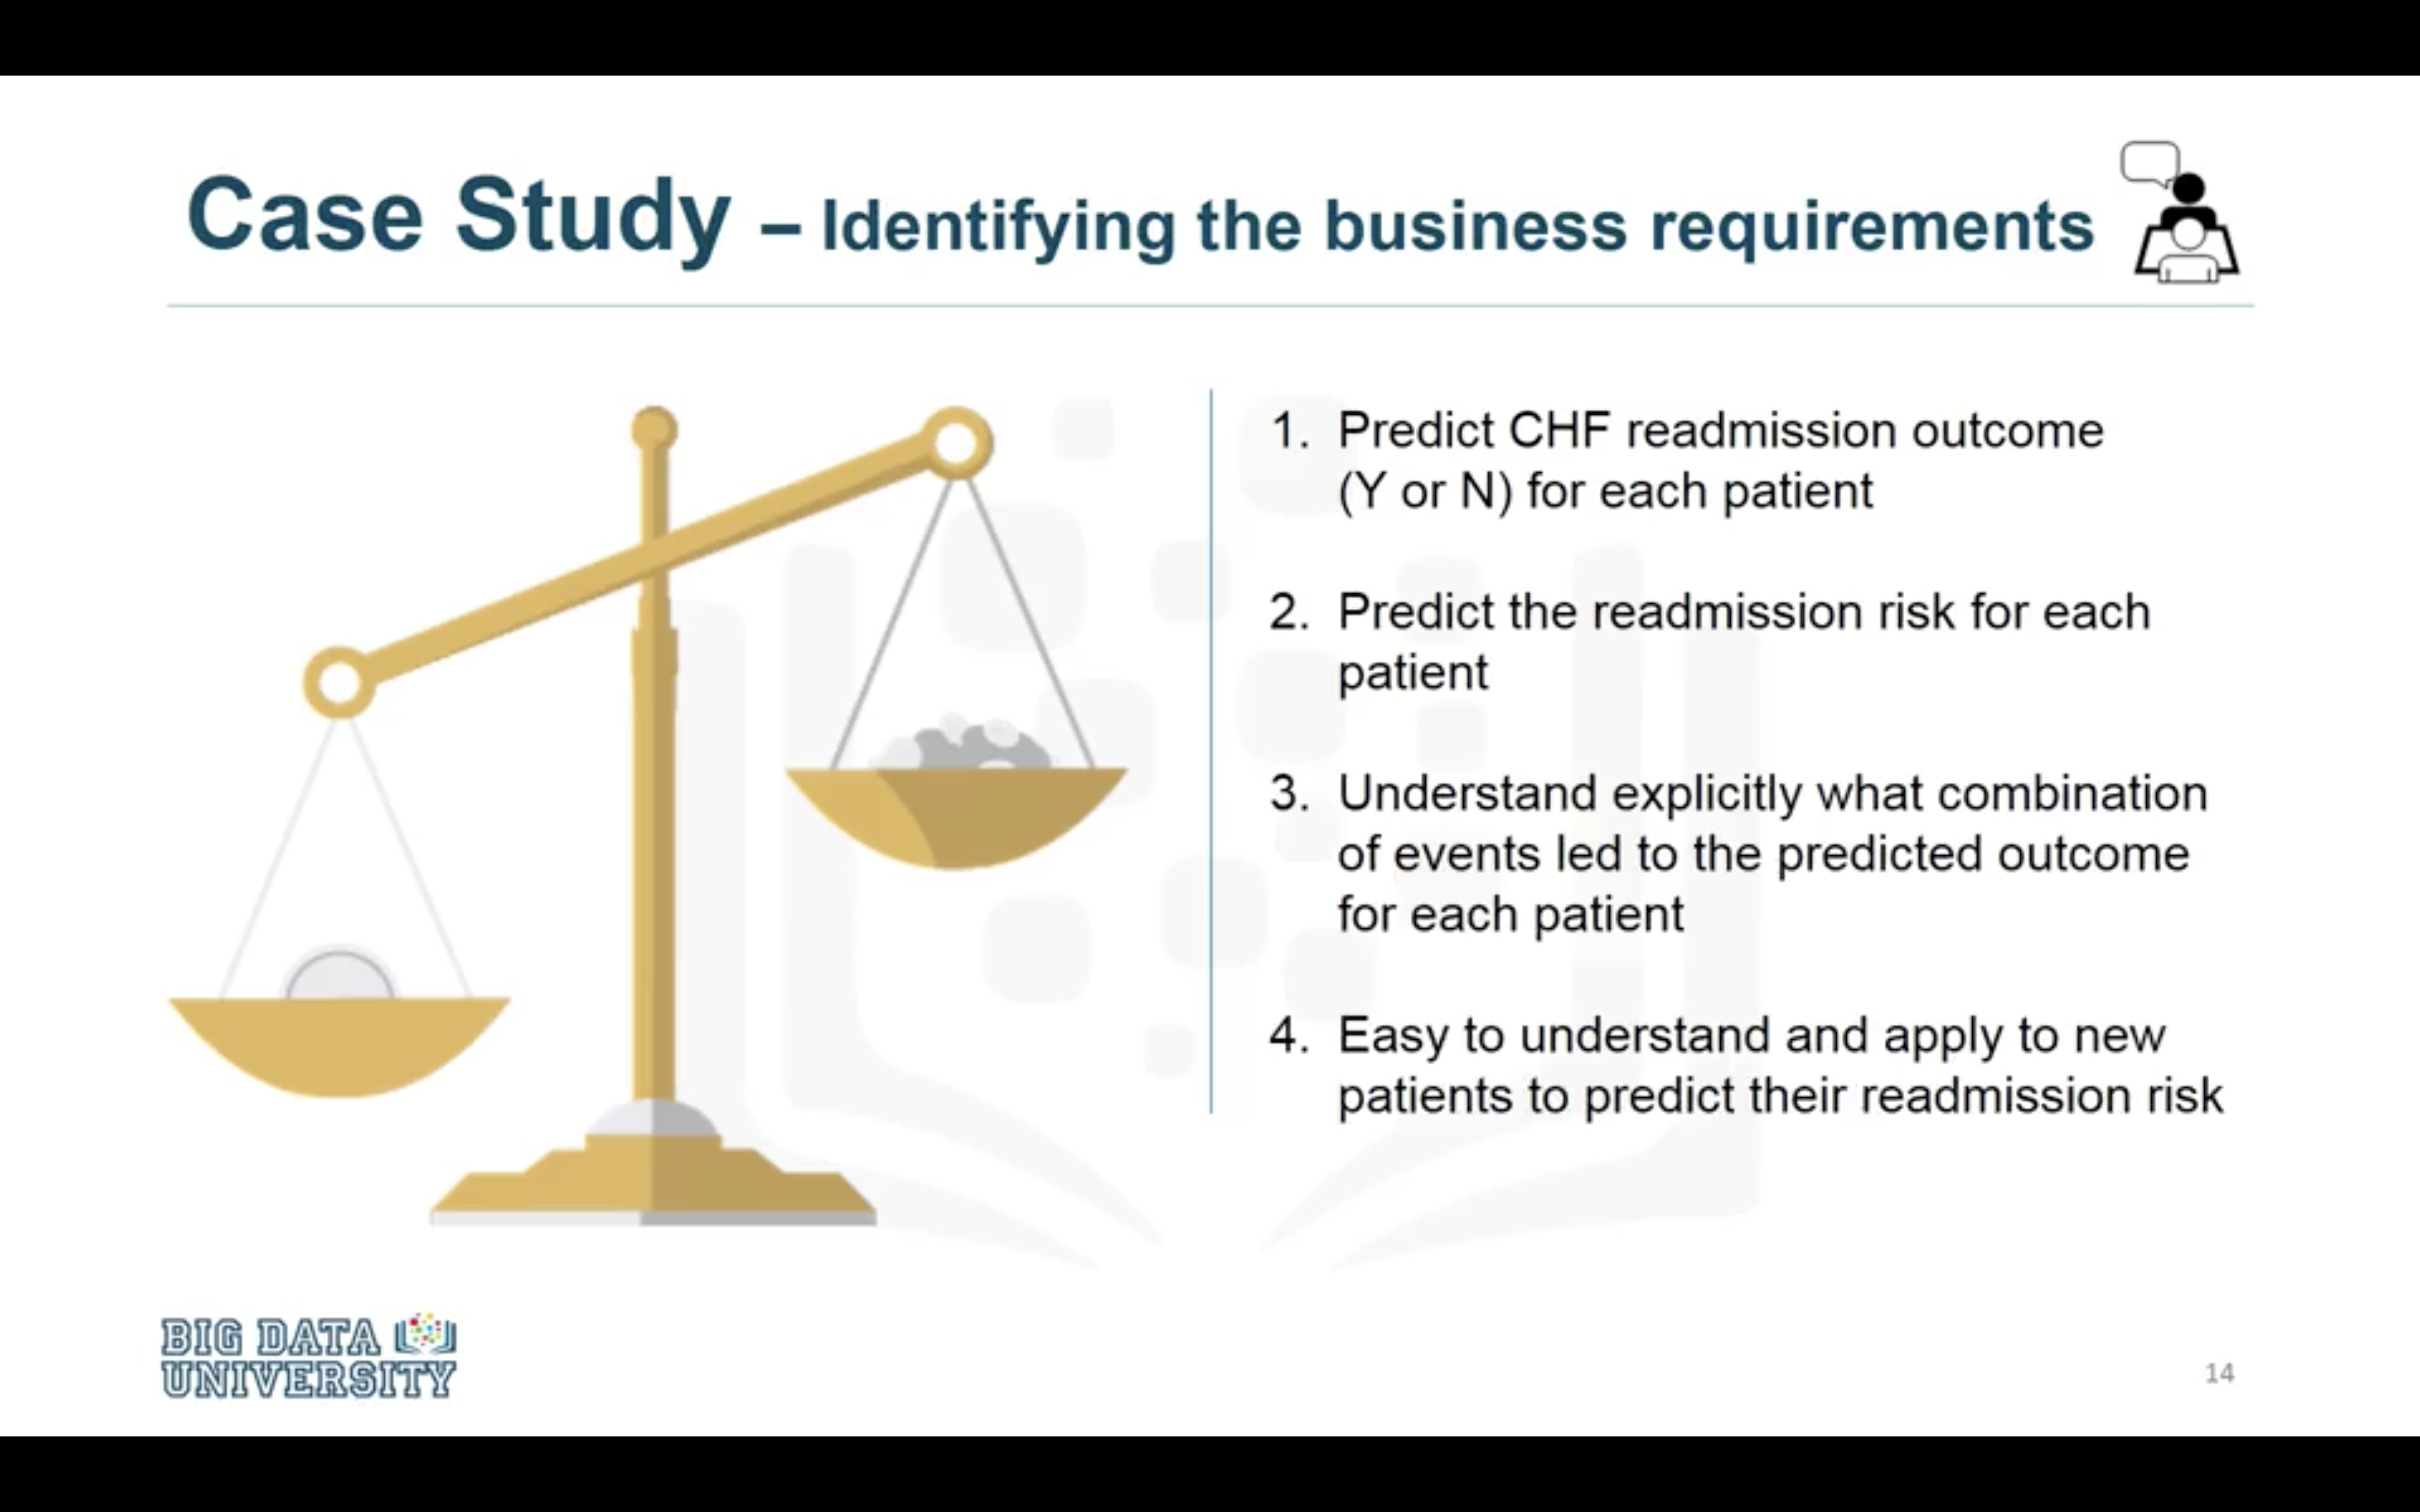 Case Study – Identifying the business requirements
1. Predict CHF readmission outcome
(Y or N) for each patient
2. Predict the readmission risk for each
patient
3. Understand explicitly what combination
of events led to the predicted outcome
for each patient
4. Easy to understand and apply to new
patients to predict their readmission risk
BIG DATA
UNIVERSITY
14